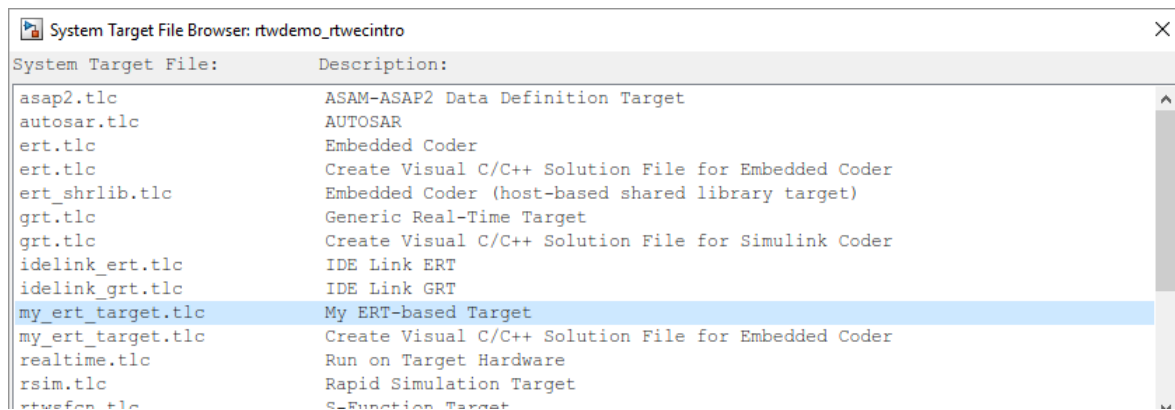 System Target File Browser: rtwdemo_rtwecintro
System Target File: Description:
asap2.tlc ASAM-ASAP2 Data Definition Target
autosar.tlc AUTOSAR
ert.tlc Embedded Coder
ert.tlc Create Visual C/C++ Solution File for Embedded Coder
ert_shrlib.tlc Embedded Coder (host-based shared library target)
grt.tlc Generic Real-Time Target
grt.tlc Create Visual C/C++ Solution File for Simulink Coder
idelink_ert.tlc IDE Link ERT
idelink_grt.tlc IDE Link GRT
my_ert_target.tlc My ERT-based Target
my_ert_target.tlc Create Visual C/C++ Solution File for Embedded Coder
realtime.tlc Run on Target Hardware
rsim.tlc Rapid Simulation Target
rtwsfcn.tlc S-Function Target